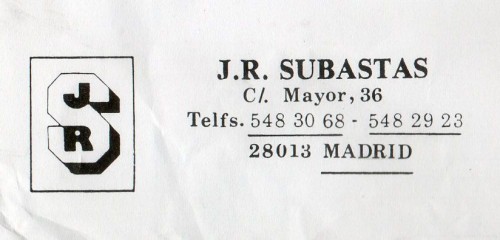 J
R
J.R. SUBASTAS
C/. Mayor, 36
Telfs. 548 30 68 - 548 29 23
28013 MADRID